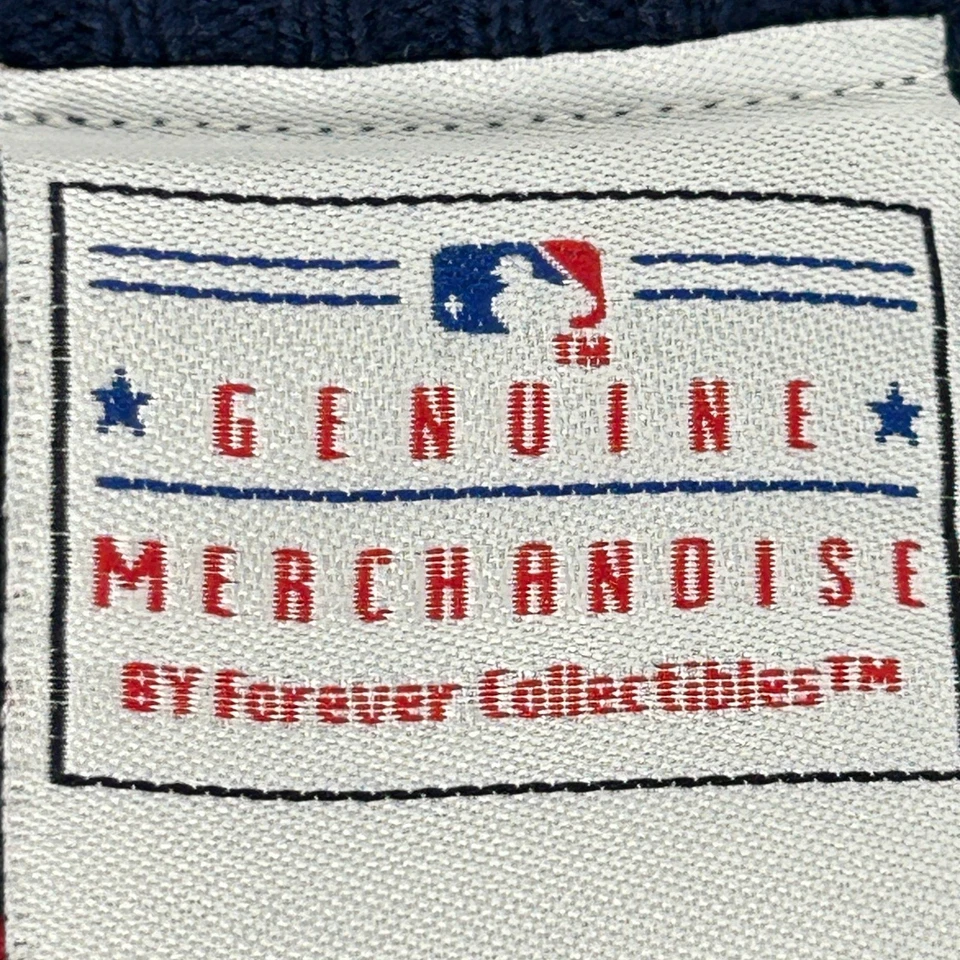 TM
GENUINE
MERCHANDISE
BY Forever Collectibles™